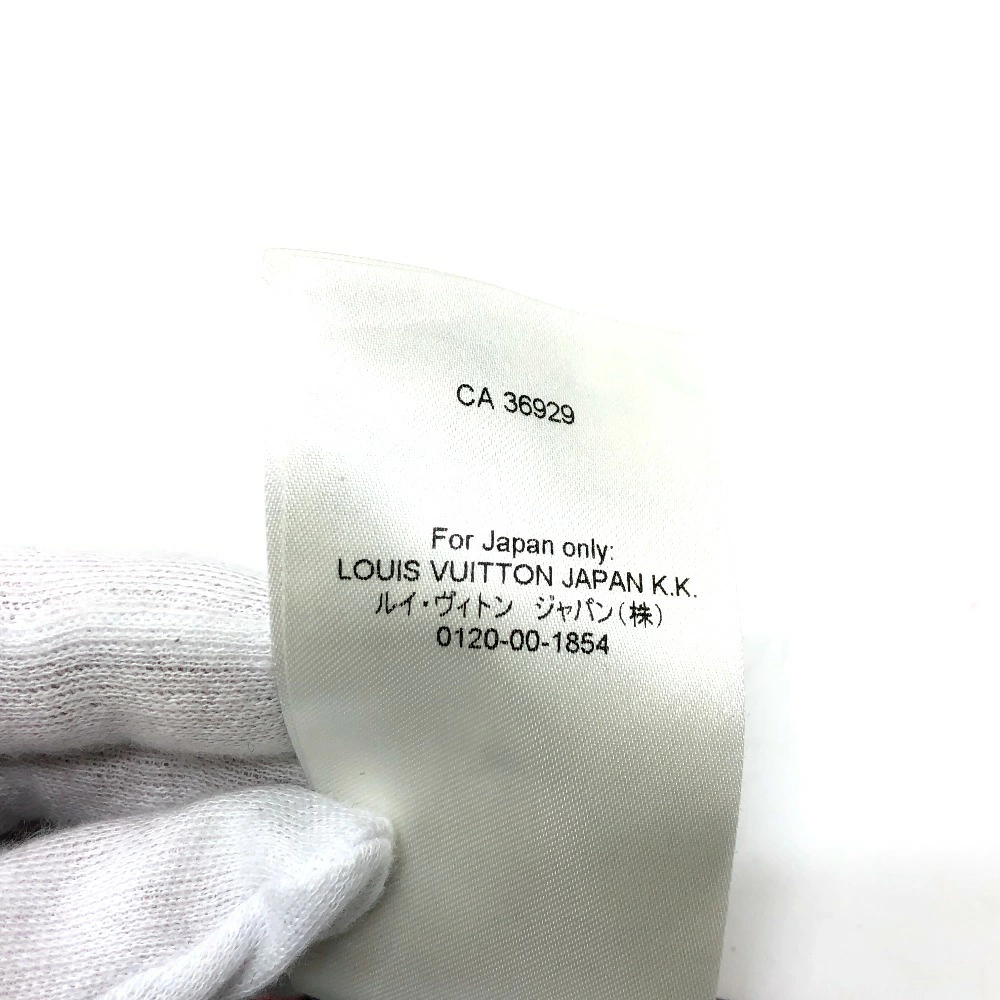 CA 36929
For Japan only:
LOUIS VUITTON JAPAN K.K.
ルイ・ヴィトン　ジャパン(株)
0120-00-1854